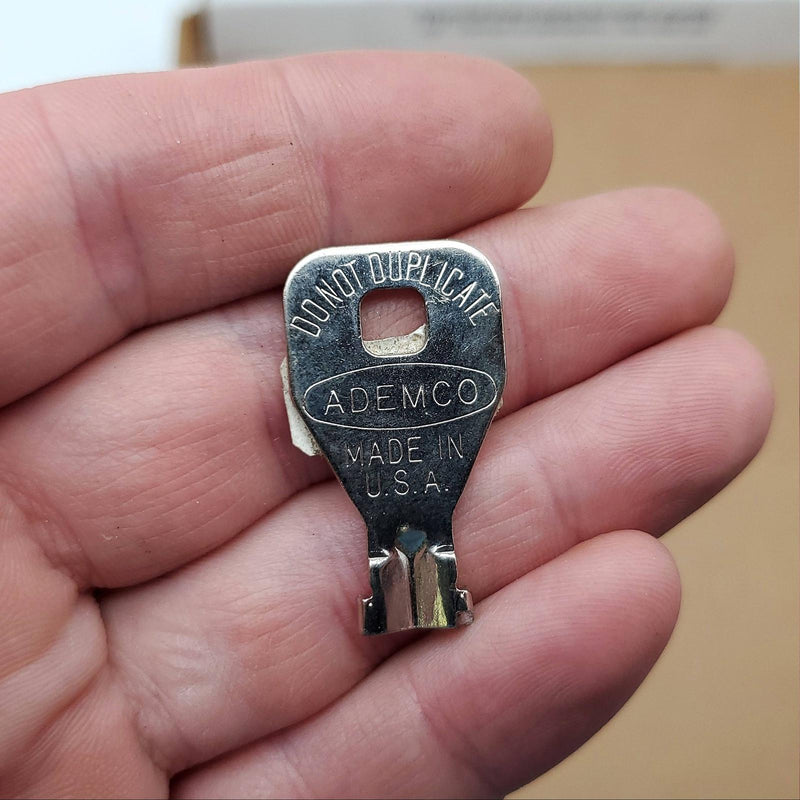 DO NOT DUPLICATE
ADEMCO
MADE IN
U.S.A.